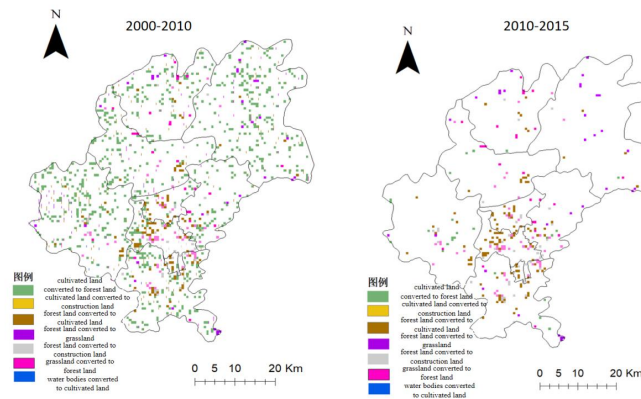 2000-2010
N
图例
cultivated land
converted to forest land
cultivated land converted to
construction land
forest land converted to
cultivated land
forest land converted to
grassland
forest land converted to
construction land
grassland converted to
forest land
water bodies converted
to cultivated land
0 5 10 20 Km
2010-2015
N
图例
cultivated land
converted to forest land
cultivated land converted to
construction land
forest land converted to
cultivated land
forest land converted to
grassland
forest land converted to
construction land
grassland converted to
forest land
water bodies converted
to cultivated land
0 5 10 20 Km